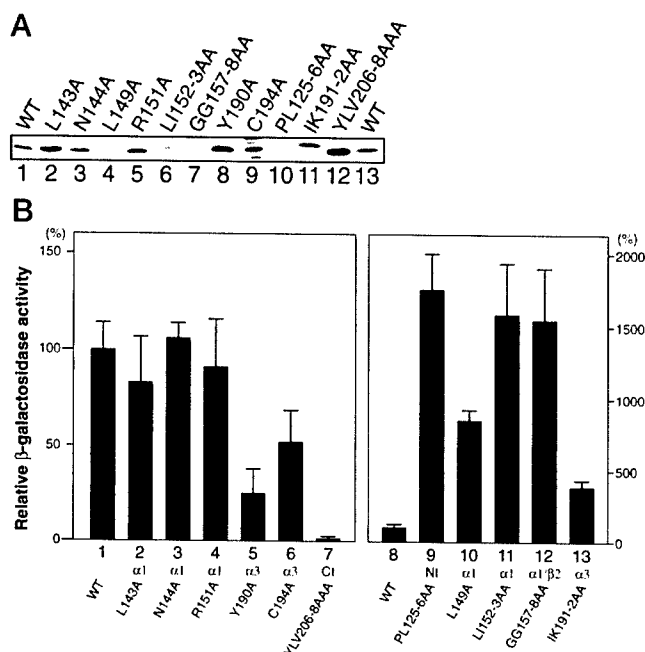 A
WT
L143A
N144A
L149A
R151A
LI152-3AA
GG157-8AA
Y190A
C194A
PL125-6AA
IK191-2AA
YLV206-8AAA
WT
1 2 3 4 5 6 7 8 9 10 11 12 13
B
(%)
150
100
50
0
Relative β-galactosidase activity
1 2 3 4 5 6 7
α1 α1 α1 α3 α3 Ct
WT L143A N144A R151A Y190A C194A YLV206-8AAA
(%)
2000
1500
1000
500
0
8 9 10 11 12 13
Nt α1 α1 α1'β2 α3
WT PL125-6AA L149A LI152-3AA GG157-8AA IK191-2AA